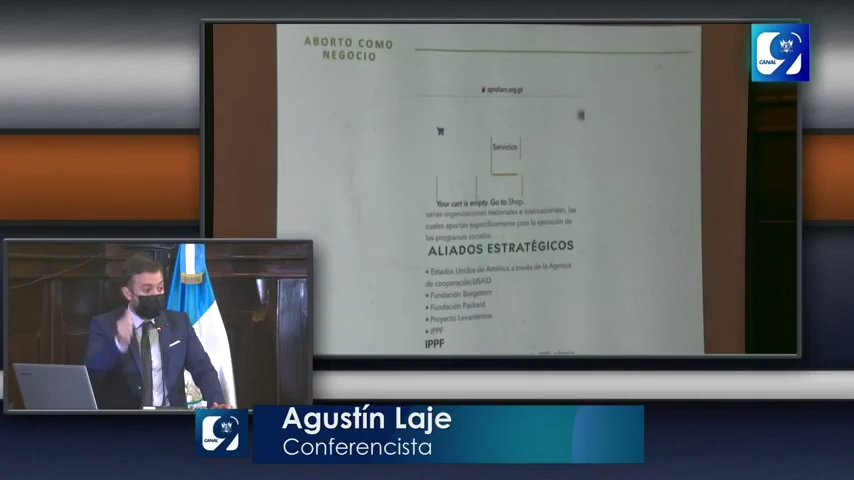 ABORTO COMO
NEGOCIO
aprofam.org.gt
Servicios
Your cart is empty. Go to Shop.
varias organizaciones nacionales e internacionales, las
cuales aportan específicamente para la ejecución de
los programas sociales.
ALIADOS ESTRATÉGICOS
• Estados Unidos de América a través de la Agencia
de cooperación USAID
• Fundación Bergstrom
• Fundación Packard
• Proyecto Levantemos
• IPPF
IPPF
CANAL 9
Agustín Laje
Conferencista
CANAL 9